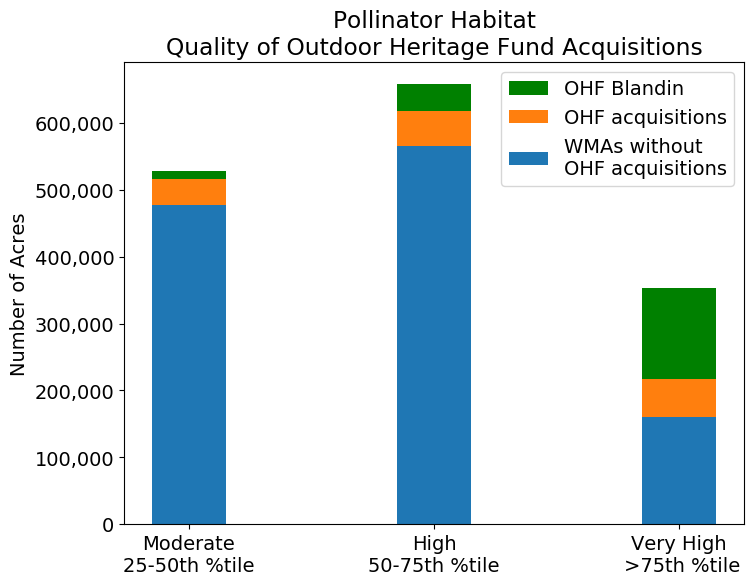 Pollinator Habitat
Quality of Outdoor Heritage Fund Acquisitions
OHF Blandin
OHF acquisitions
WMAs without
OHF acquisitions
Number of Acres
600,000
500,000
400,000
300,000
200,000
100,000
0
Moderate
25-50th %tile
High
50-75th %tile
Very High
>75th %tile